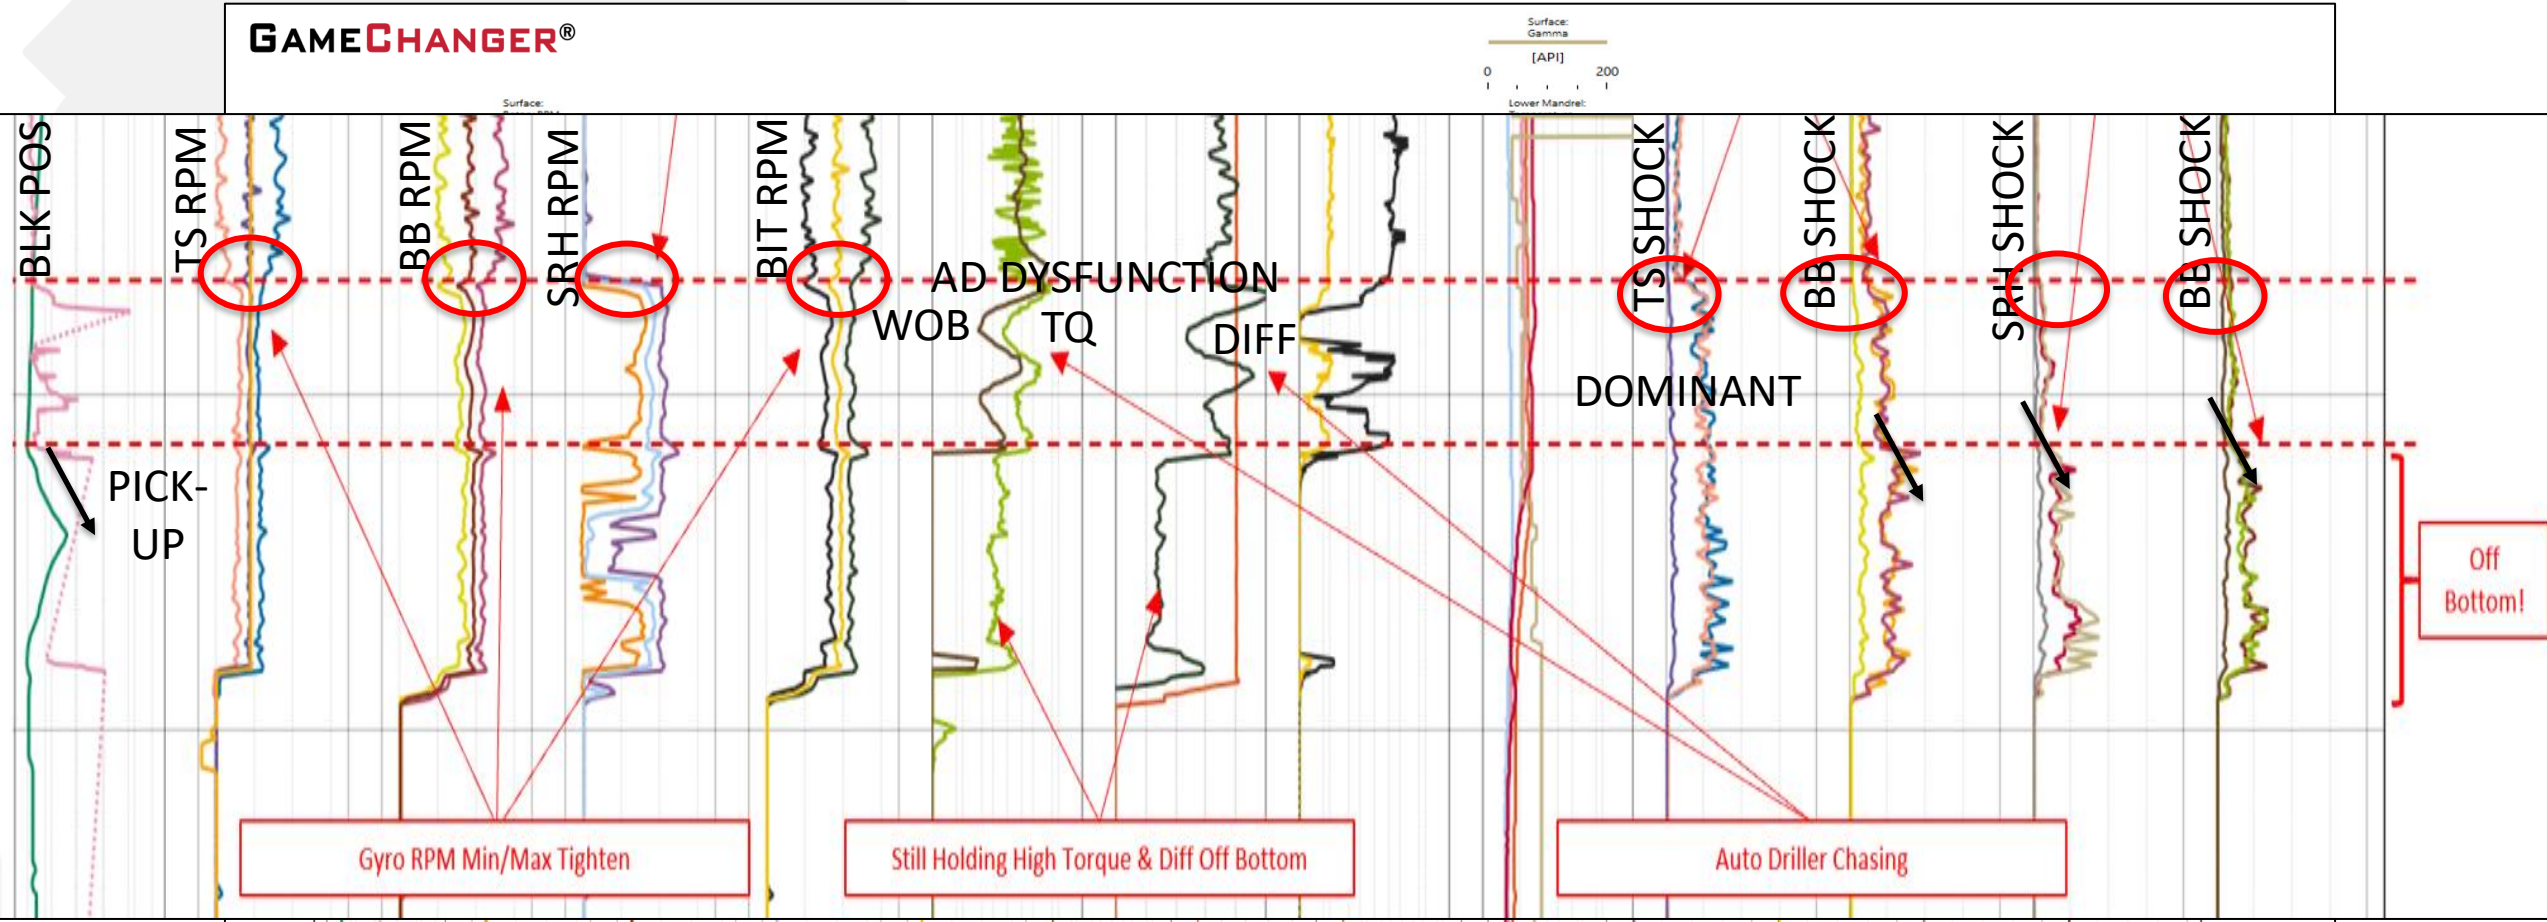 GAMECHANGER®
Surface:
Gamma
[API]
0 200
Surface:
Lower Mandrel:
BLK POS
TS RPM
BB RPM
SRH RPM
BIT RPM
TS SHOCK
BB SHOCK
SRH SHOCK
BB SHOCK
AD DYSFUNCTION
WOB
TQ
DIFF
DOMINANT
PICK-
UP
Off
Bottom!
Gyro RPM Min/Max Tighten
Still Holding High Torque & Diff Off Bottom
Auto Driller Chasing